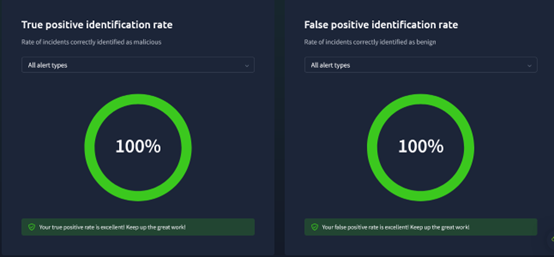 True positive identification rate
Rate of incidents correctly identified as malicious
All alert types
100%
Your true positive rate is excellent! Keep up the great work!
False positive identification rate
Rate of incidents correctly identified as benign
All alert types
100%
Your false positive rate is excellent! Keep up the great work!